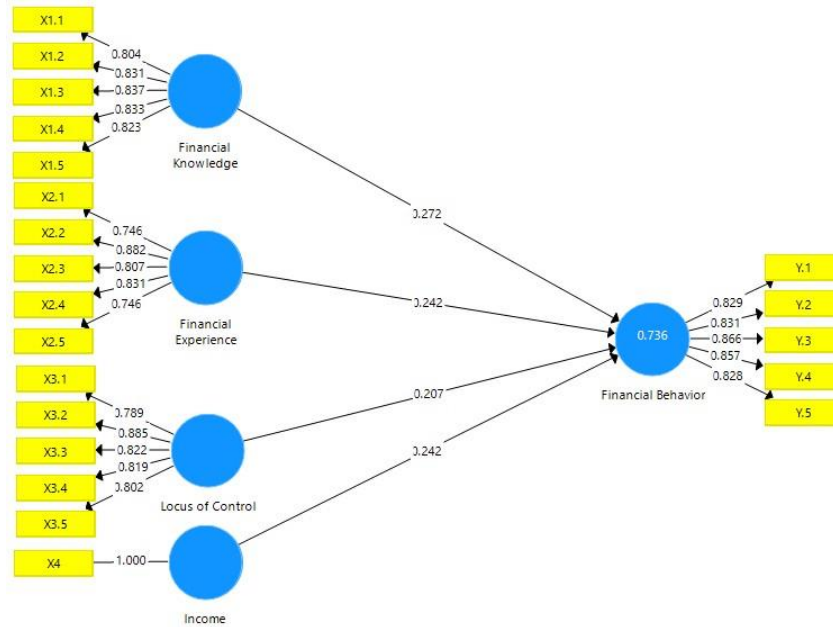 X1.1
X1.2
X1.3
X1.4
X1.5
0.804
0.831
0.837
0.833
0.823
Financial
Knowledge
X2.1
X2.2
X2.3
X2.4
X2.5
0.746
0.882
0.807
0.831
0.746
Financial
Experience
X3.1
X3.2
X3.3
X3.4
X3.5
0.789
0.885
0.822
0.819
0.802
Locus of Control
X4
1.000
Income
0.272
0.242
0.207
0.242
0.736
Financial Behavior
0.829
0.831
0.866
0.857
0.828
Y.1
Y.2
Y.3
Y.4
Y.5